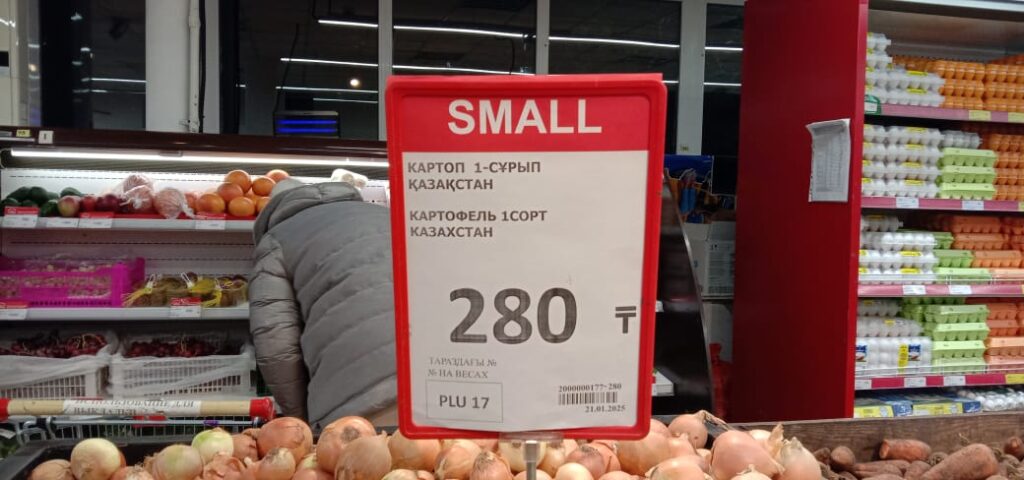 SMALL
КАРТОП 1-СҰРЫП
ҚАЗАҚСТАН
КАРТОФЕЛЬ 1СОРТ
КАЗАХСТАН
280 ₸
ТАРАЗДАҒЫ №
№ НА ВЕСАХ
PLU 17
2000000177-280
21.01.2025